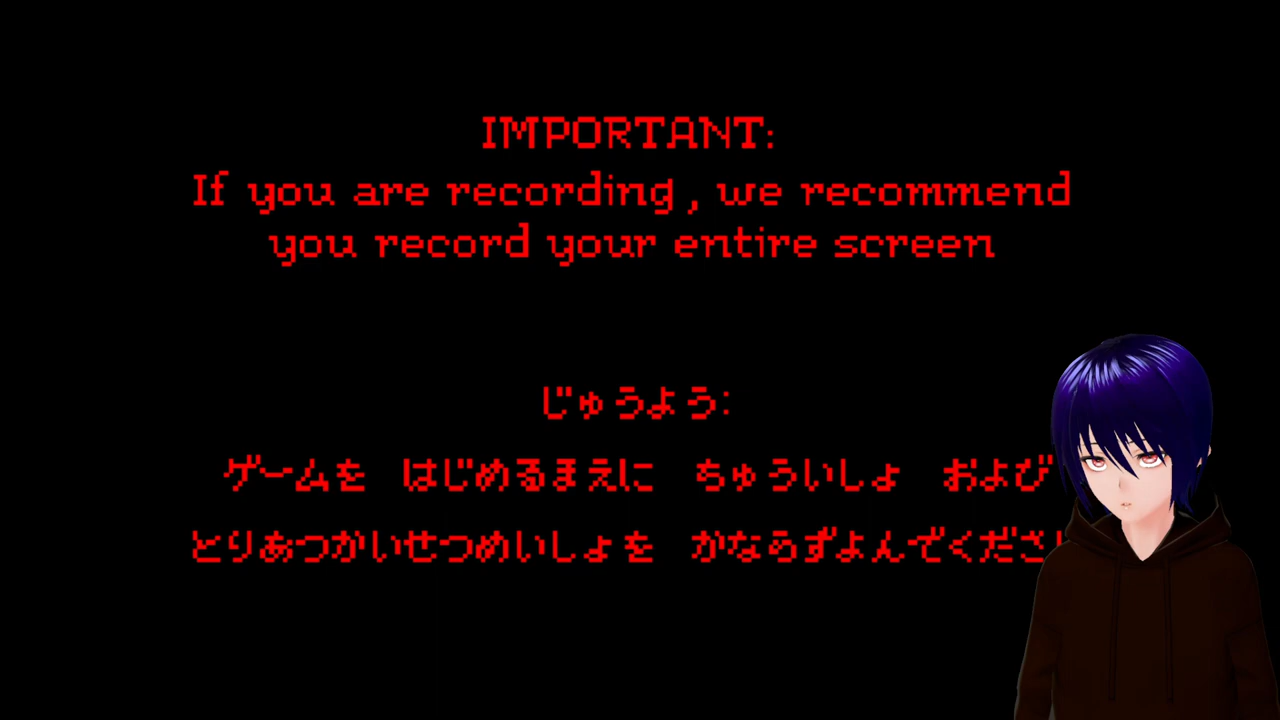 IMPORTANT:
If you are recording , we recommend
you record your entire screen
じゅうよう:
ゲームを はじめるまえに ちゅういしょ および
とりあつかいせつめいしょを かならずよんでくださ